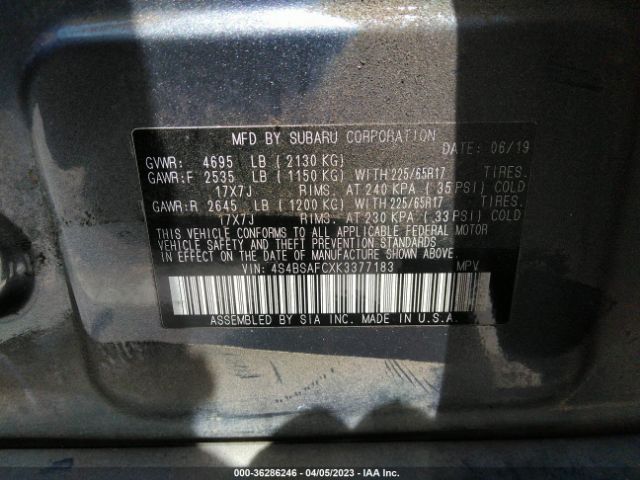 MFD BY SUBARU CORPORATION
DATE: 06/19
GVWR: 4695 LB ( 2130 KG)
GAWR:F 2535 LB ( 1150 KG) WITH 225/65R17 TIRES.
17X7J RIMS. AT 240 KPA ( 35 PSI) COLD
GAWR:R 2645 LB ( 1200 KG) WITH 225/65R17 TIRES.
17X7J RIMS. AT 230 KPA ( 33 PSI) COLD
THIS VEHICLE CONFORMS TO ALL APPLICABLE FEDERAL MOTOR
VEHICLE SAFETY AND THEFT PREVENTION STANDARDS
IN EFFECT ON THE DATE OF MANUFACTURE SHOWN ABOVE.
VIN: 4S4BSAFCXK3377183 MPV
ASSEMBLED BY SIA INC. MADE IN U.S.A.
000-36286246 - 04/05/2023 - IAA Inc.